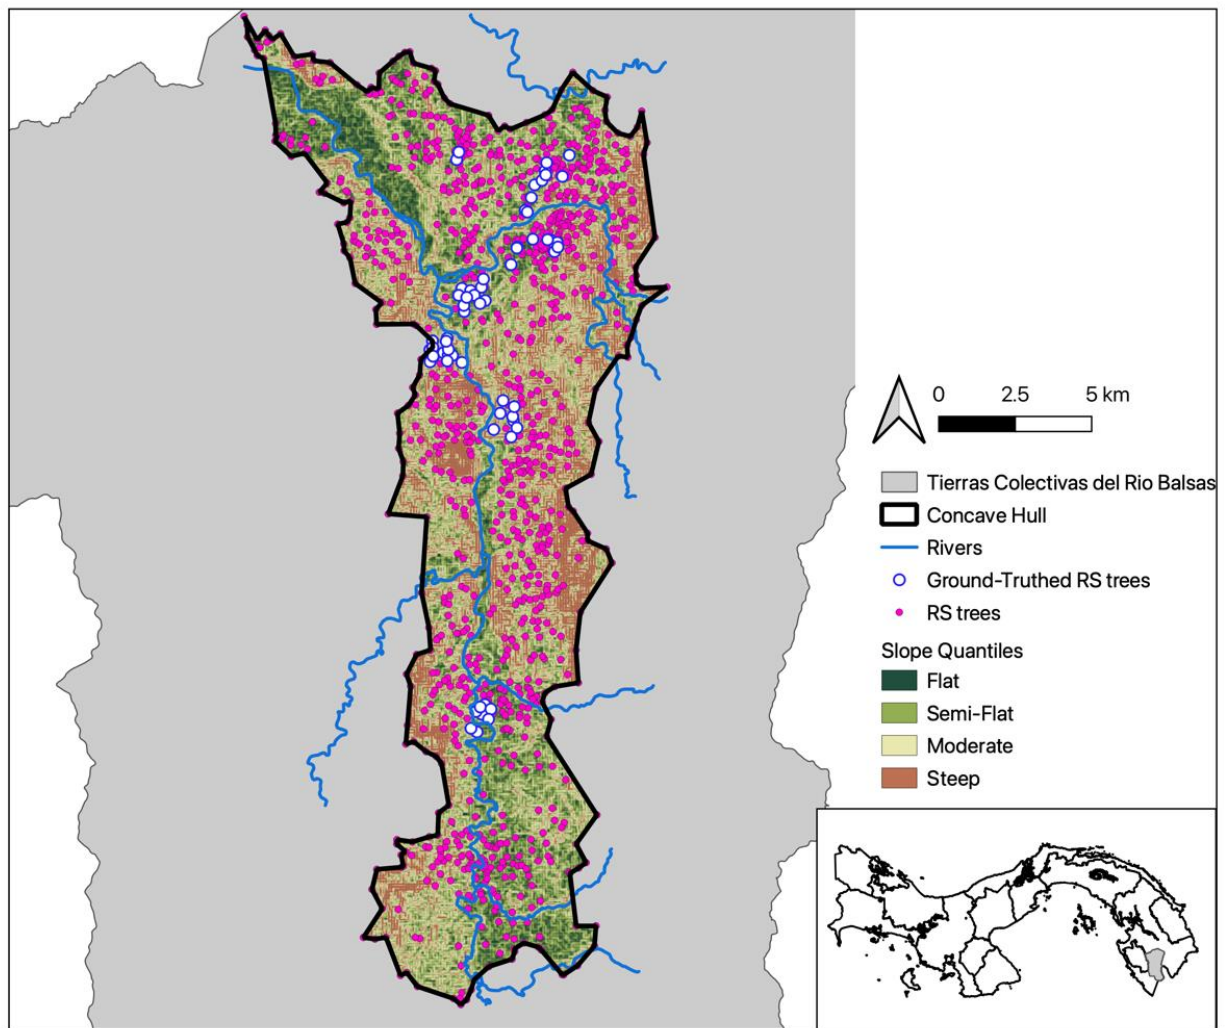 0 2.5 5 km
Tierras Colectivas del Rio Balsas
Concave Hull
Rivers
Ground-Truthed RS trees
RS trees
Slope Quantiles
Flat
Semi-Flat
Moderate
Steep